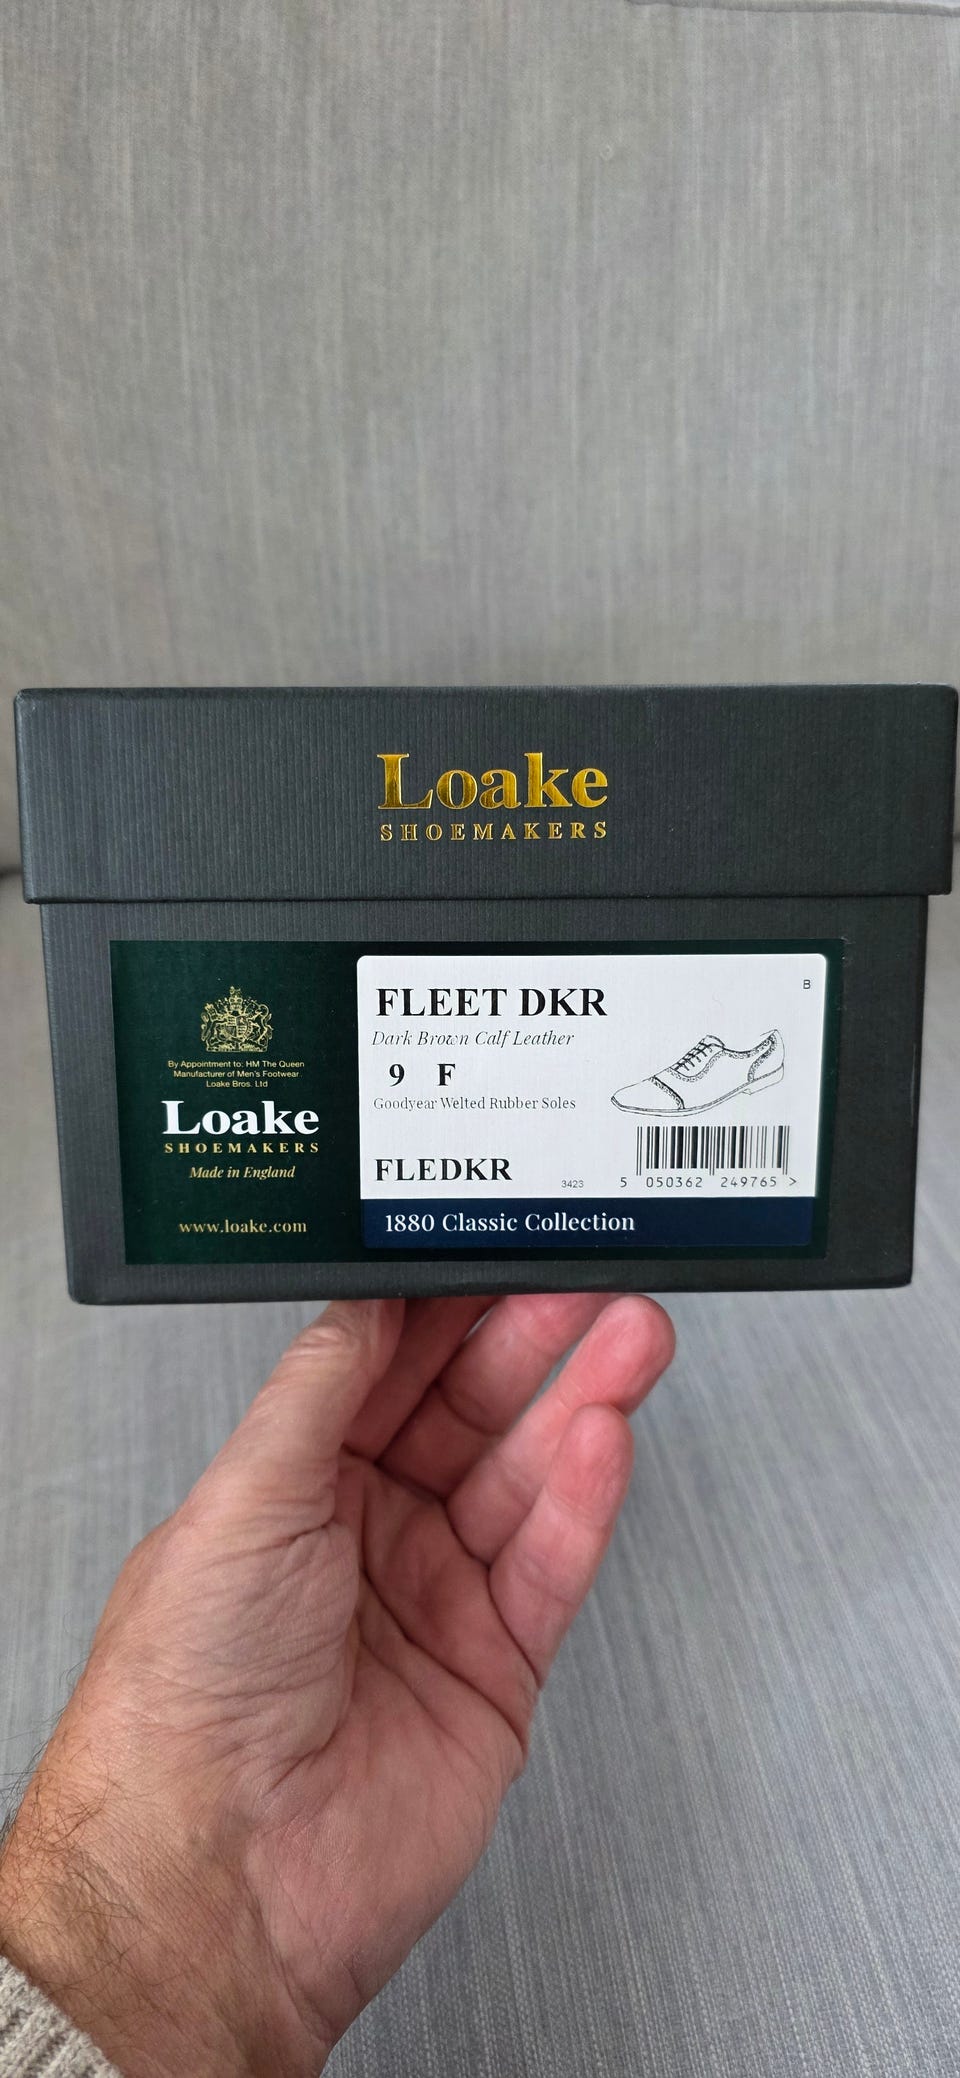 Loake
SHOEMAKERS
By Appointment to: HM The Queen
Manufacturer of Men's Footwear
Loake Bros. Ltd
Loake
SHOEMAKERS
Made in England
www.loake.com
B
FLEET DKR
Dark Brown Calf Leather
9 F
Goodyear Welted Rubber Soles
FLEDKR
3423
5 050362 249765 >
1880 Classic Collection